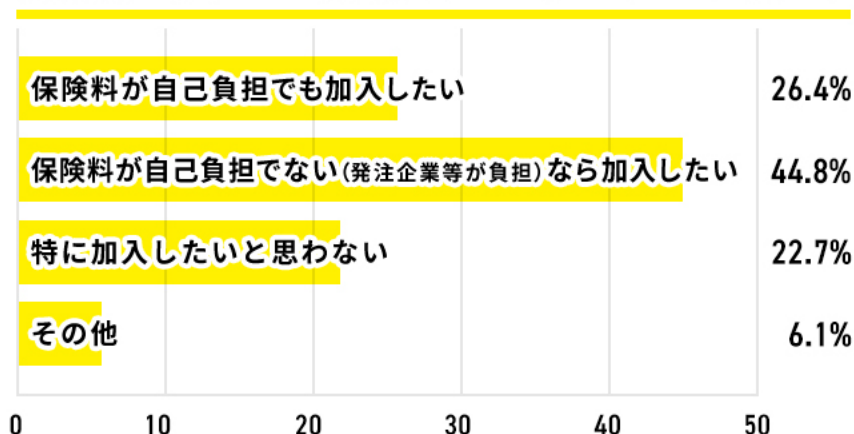 保険料が自己負担でも加入したい 26.4%
保険料が自己負担でない(発注企業等が負担)なら加入したい 44.8%
特に加入したいと思わない 22.7%
その他 6.1%
0 10 20 30 40 50